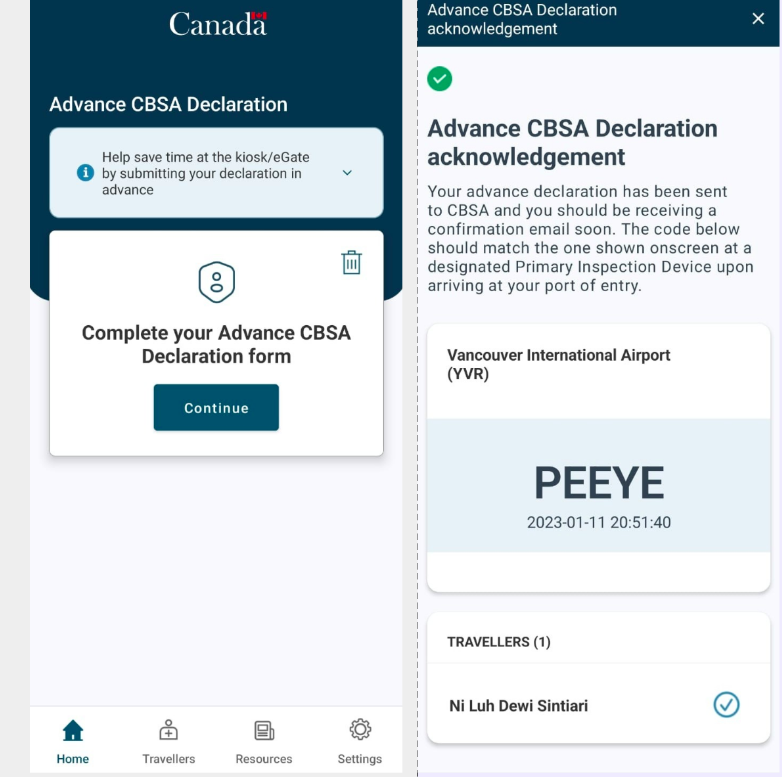 Canada
Advance CBSA Declaration
Help save time at the kiosk/eGate
by submitting your declaration in
advance
Complete your Advance CBSA
Declaration form
Continue
Home
Travellers
Resources
Settings
Advance CBSA Declaration
acknowledgement
Advance CBSA Declaration
acknowledgement
Your advance declaration has been sent
to CBSA and you should be receiving a
confirmation email soon. The code below
should match the one shown onscreen at a
designated Primary Inspection Device upon
arriving at your port of entry.
Vancouver International Airport
(YVR)
PEEYE
2023-01-11 20:51:40
TRAVELLERS (1)
Ni Luh Dewi Sintiari